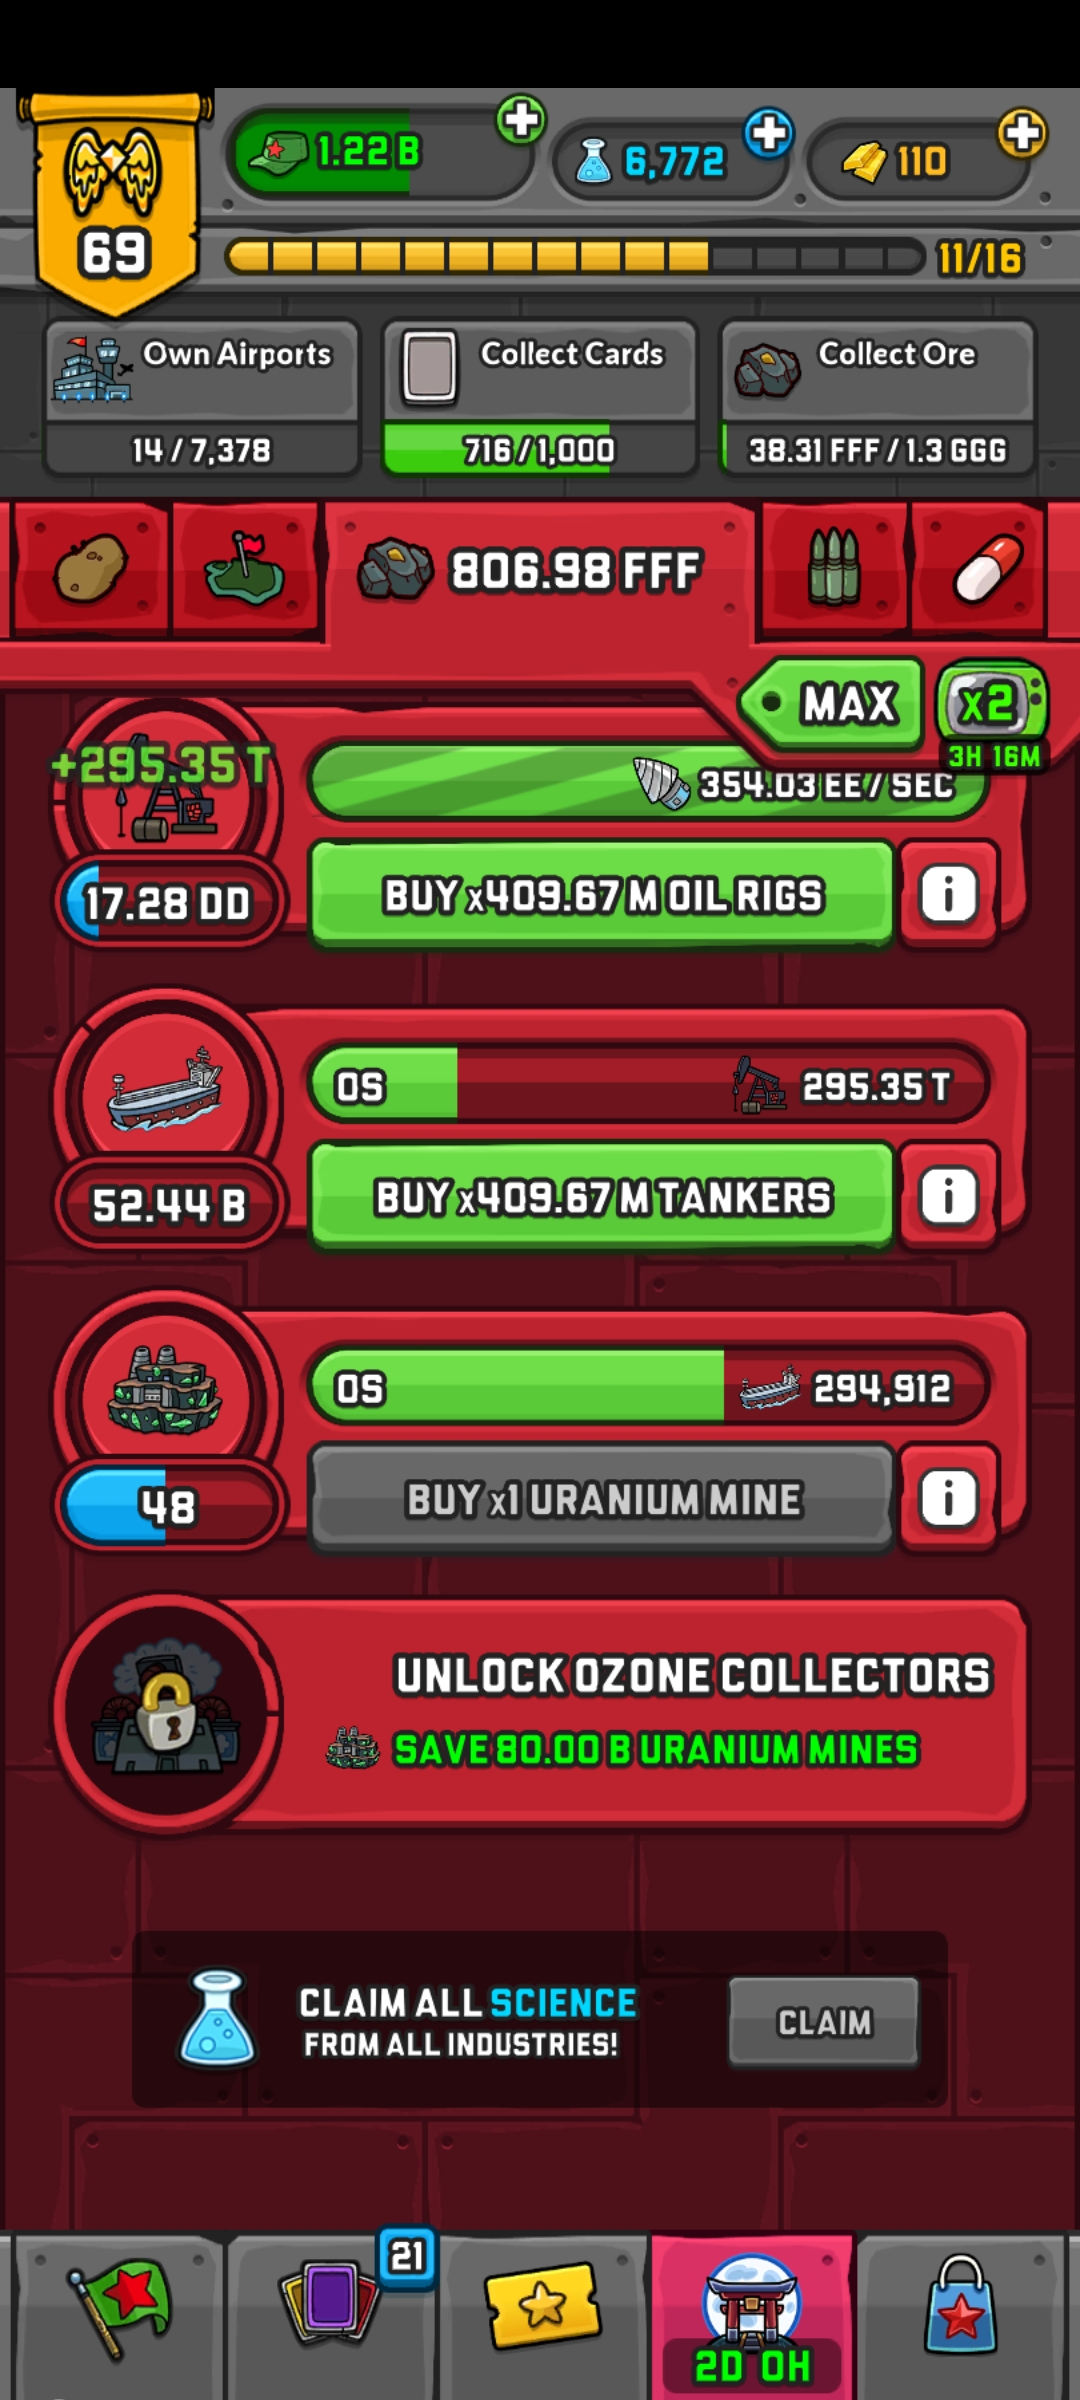 1.22 B
6,772
110
69
11/16
Own Airports
Collect Cards
Collect Ore
14 / 7,378
716 / 1,000
38.31 FFF / 1.3 GGG
806.98 FFF
MAX
x2
3H 16M
+295.35 T
354.03 EE / SEC
17.28 DD
BUY x409.67 M OIL RIGS
i
0S
295.35 T
52.44 B
BUY x409.67 M TANKERS
i
0S
294,912
48
BUY x1 URANIUM MINE
i
UNLOCK OZONE COLLECTORS
SAVE 80.00 B URANIUM MINES
CLAIM ALL SCIENCE
FROM ALL INDUSTRIES!
CLAIM
21
2D 0H